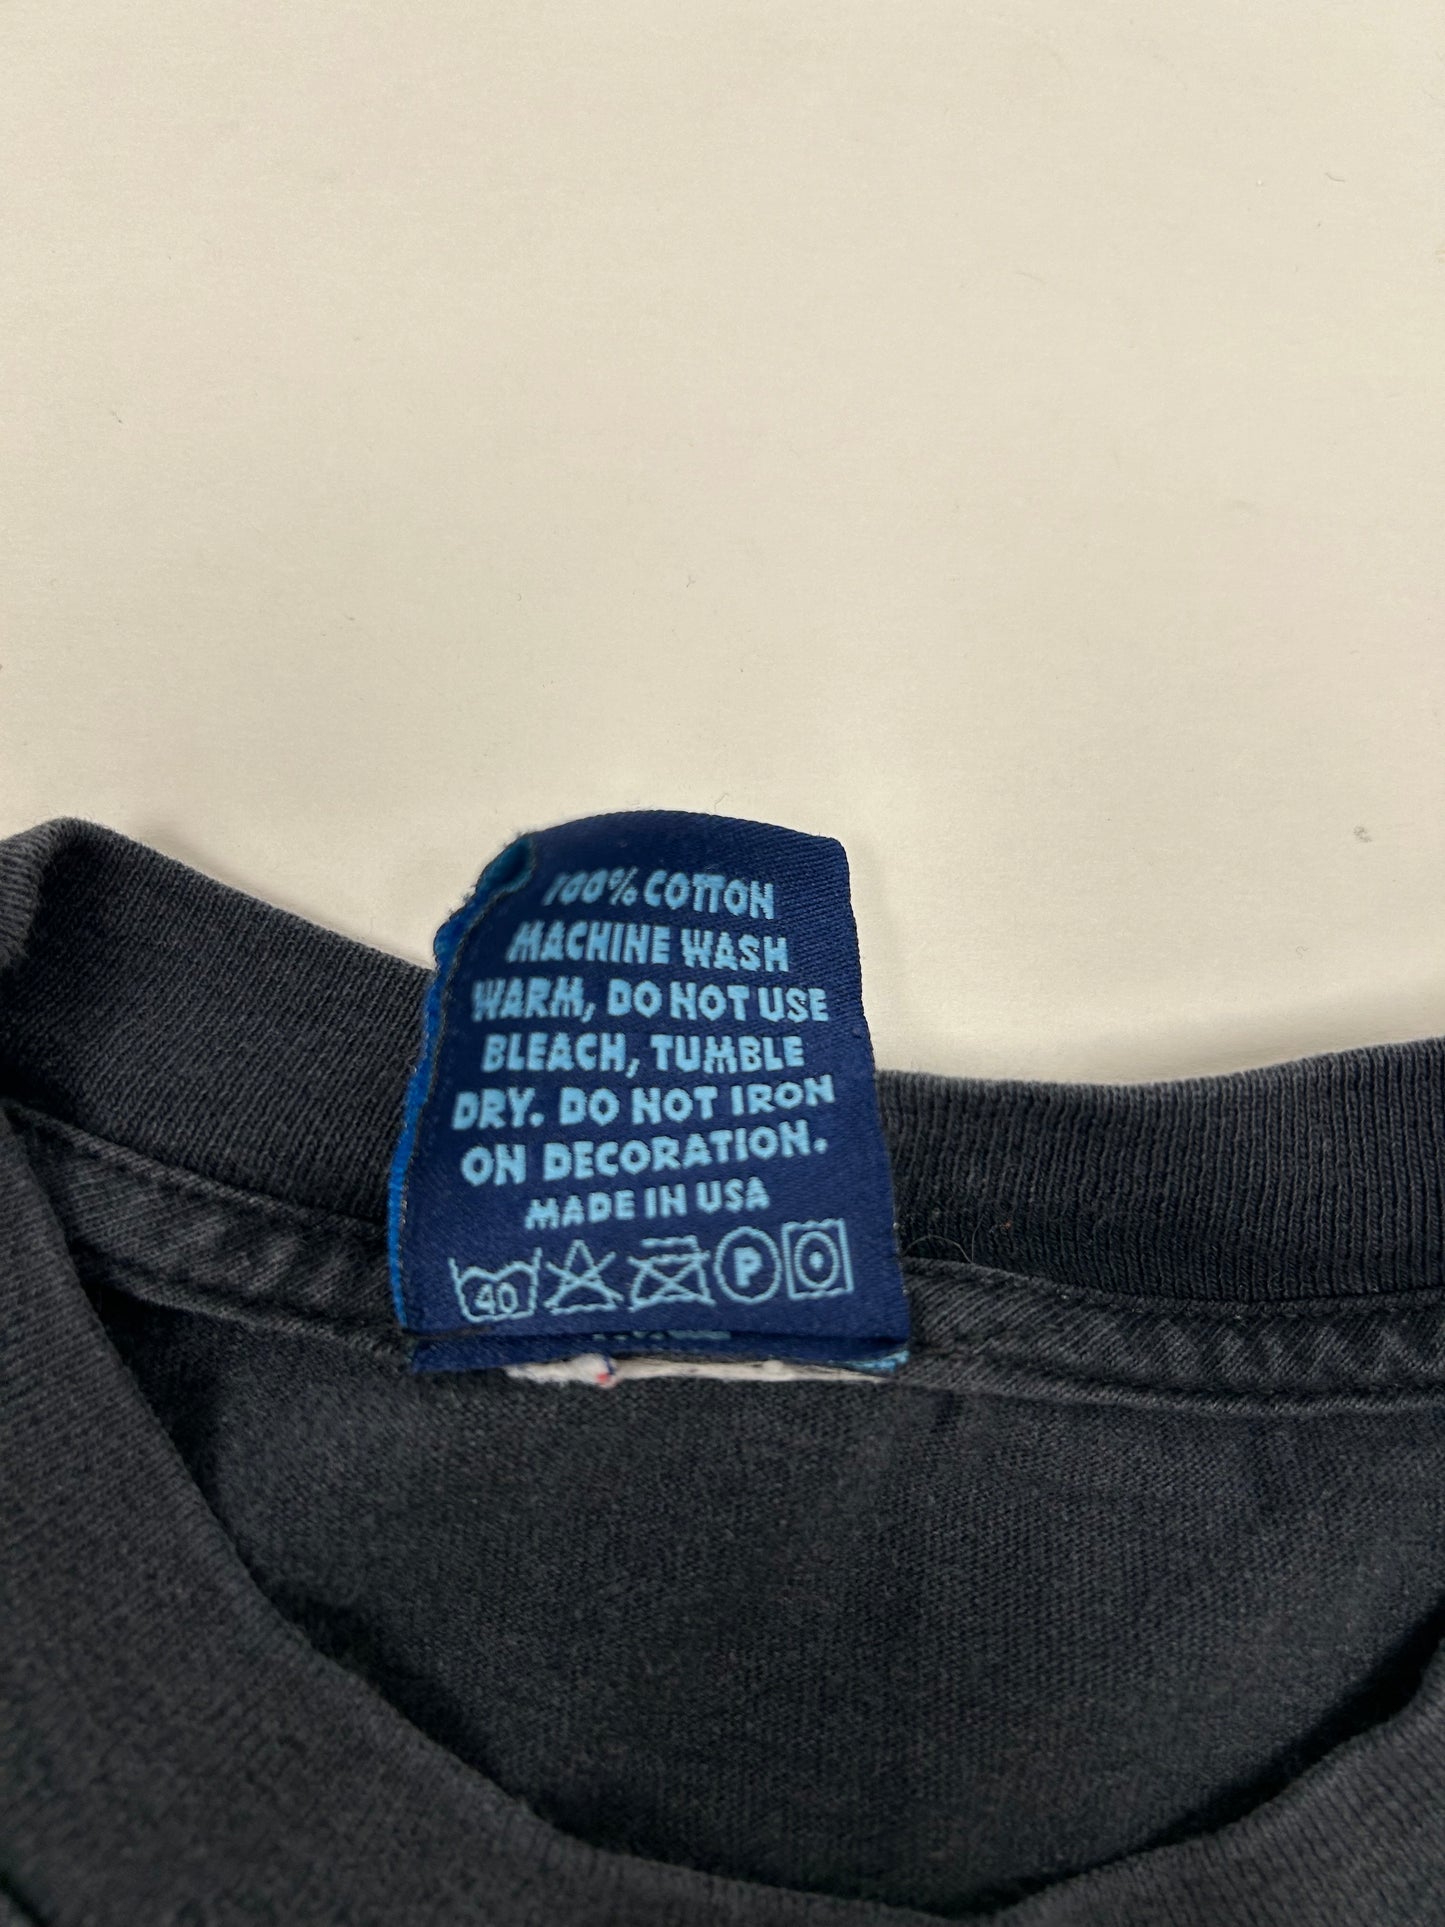 100% COTTON
MACHINE WASH
WARM, DO NOT USE
BLEACH, TUMBLE
DRY. DO NOT IRON
ON DECORATION.
MADE IN USA
40 P